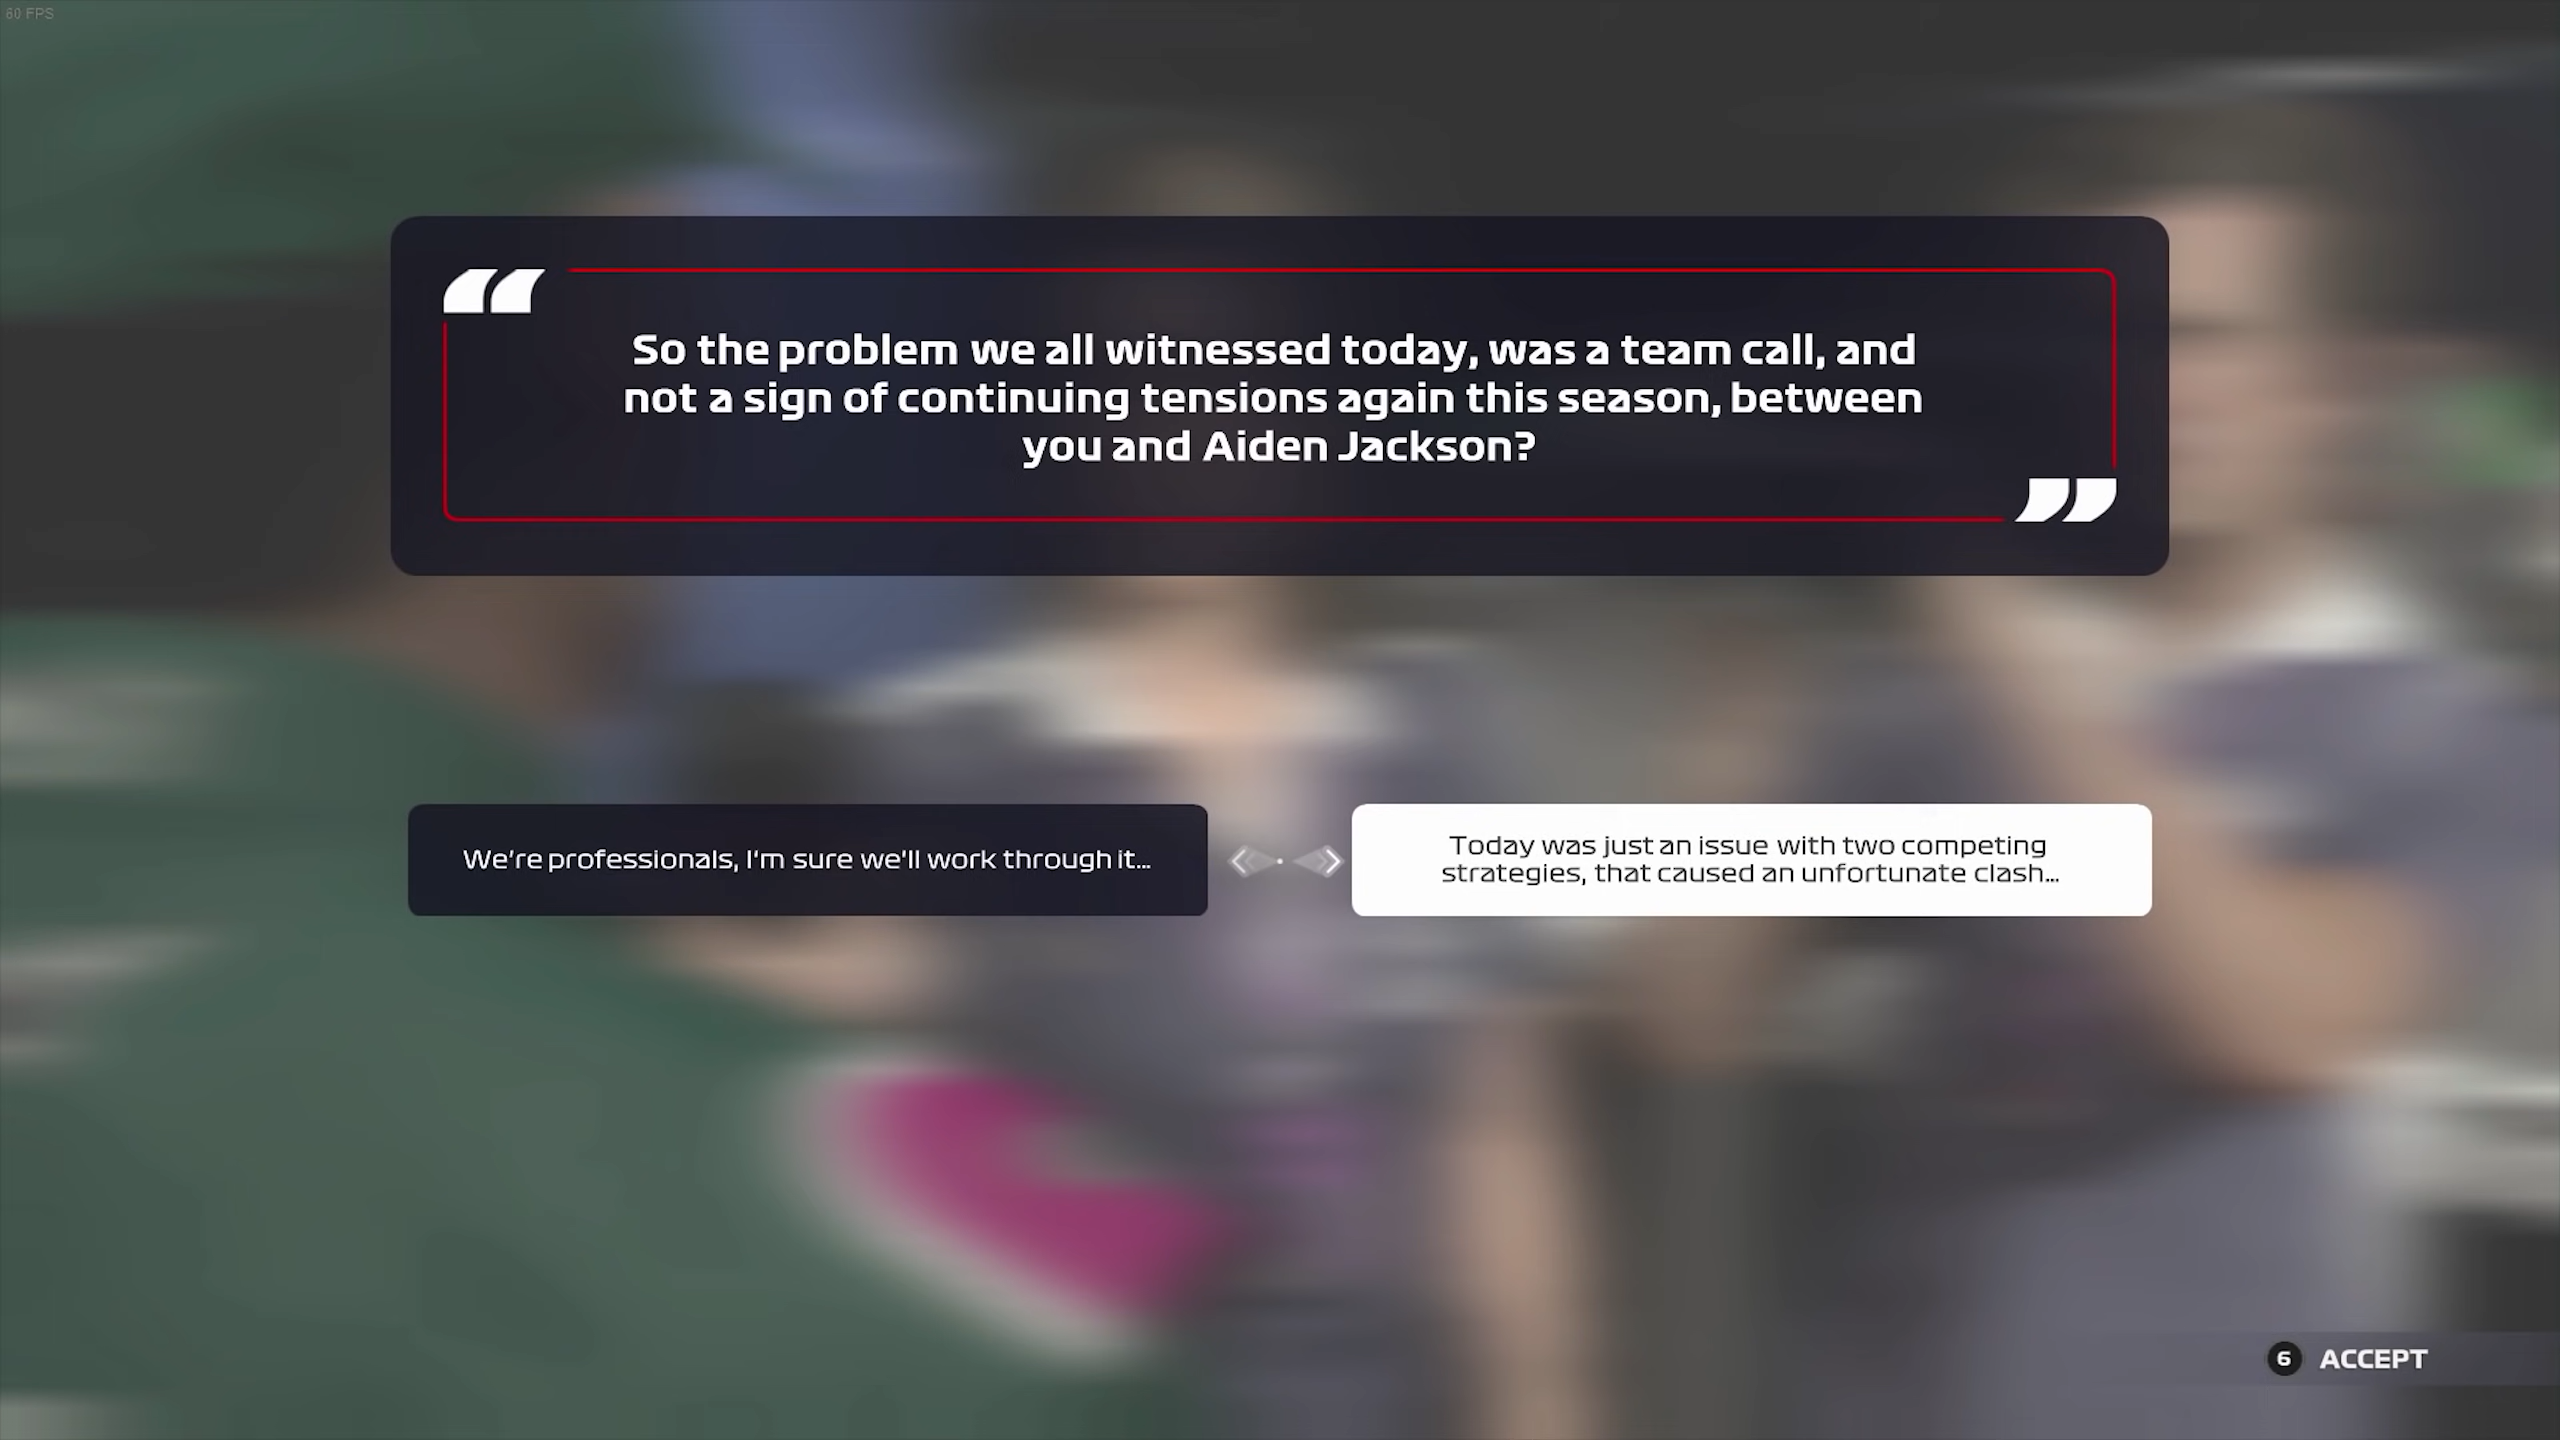 60 FPS
So the problem we all witnessed today, was a team call, and
not a sign of continuing tensions again this season, between
you and Aiden Jackson?
We're professionals, I'm sure we'll work through it...
Today was just an issue with two competing
strategies, that caused an unfortunate clash...
6 ACCEPT